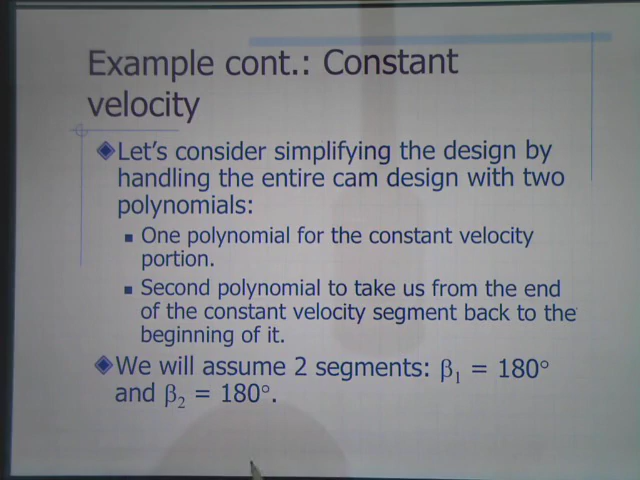 Example cont.: Constant
velocity
Let's consider simplifying the design by
handling the entire cam design with two
polynomials:
One polynomial for the constant velocity
portion.
Second polynomial to take us from the end
of the constant velocity segment back to the
beginning of it.
We will assume 2 segments: β₁ = 180°
and β₂ = 180°.